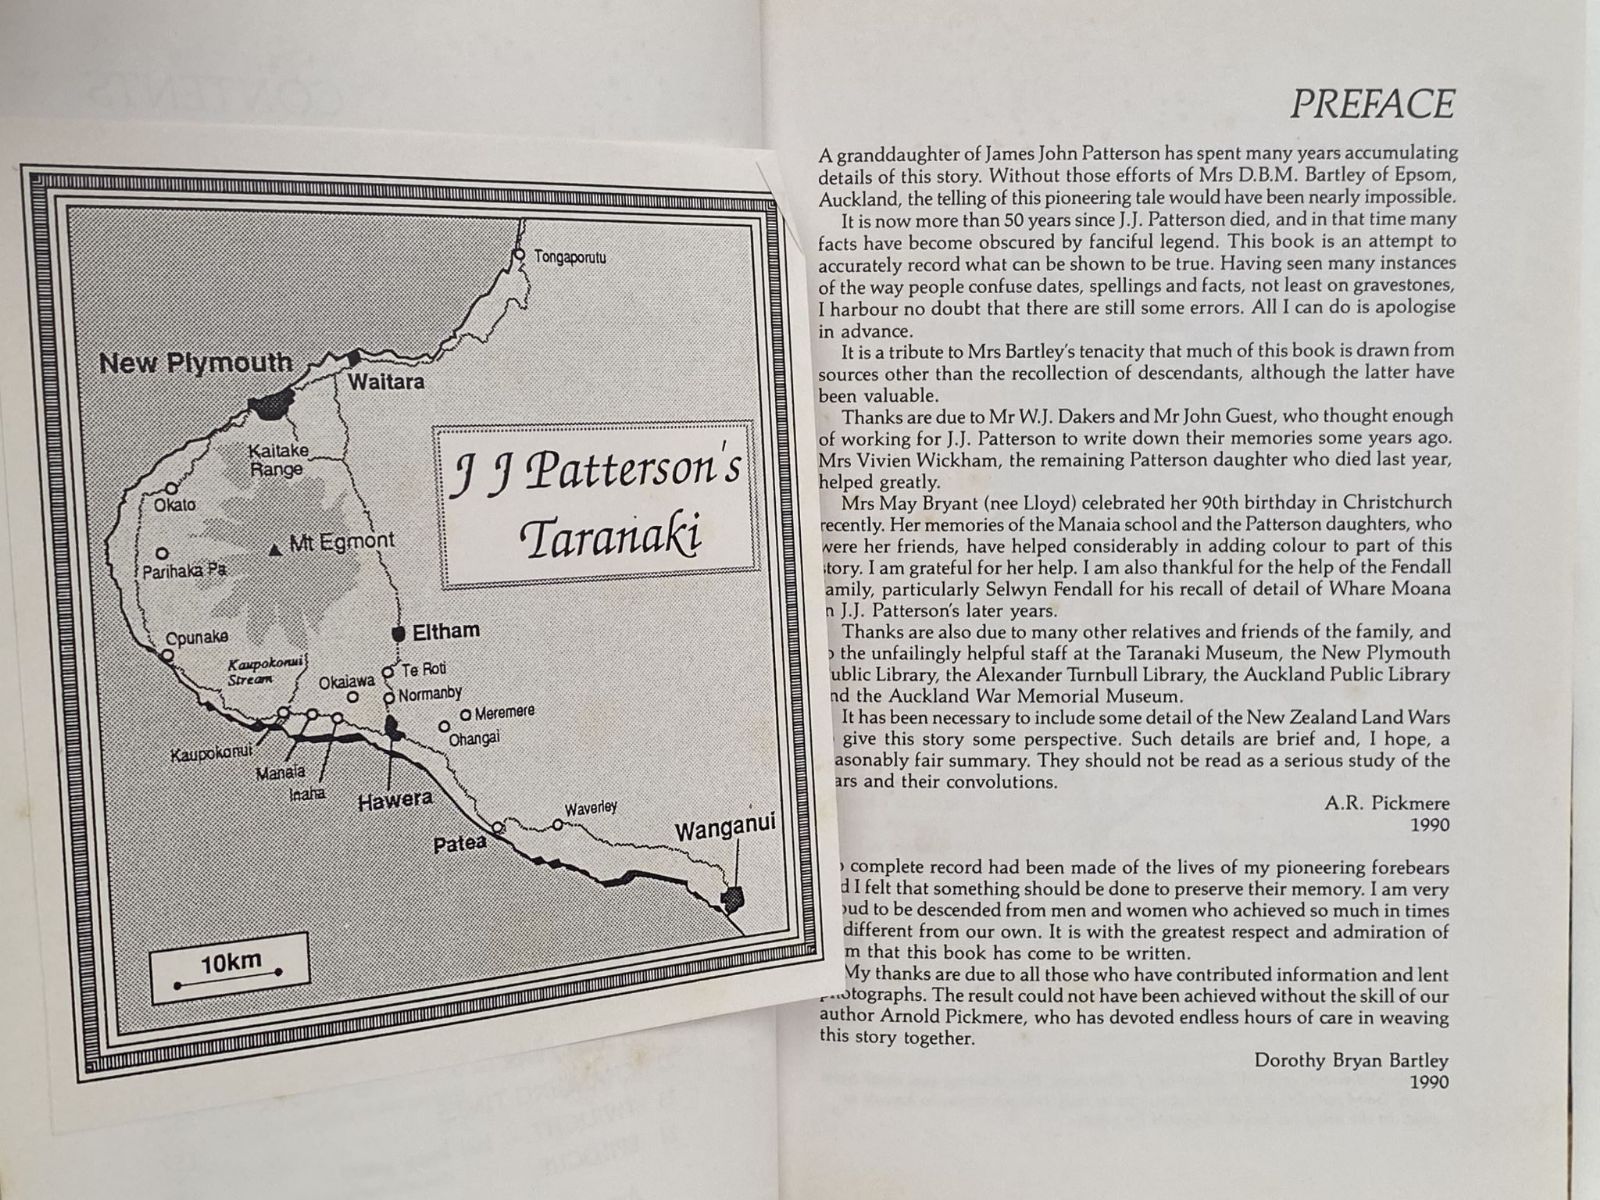 Tongaporutu
New Plymouth
Waitara
Kaitake
Range
J J Patterson's
Taranaki
Okato
Mt Egmont
Parihaka Pa
Opunake
Eltham
Kaupokonui
Stream
Te Roti
Okaiawa
Normanby
Meremere
Ohangai
Kaupokonui
Manaia
Inaha
Hawera
Waverley
Patea
Wanganui
10km
CONTENTS
PREFACE
A granddaughter of James John Patterson has spent many years accumulating
details of this story. Without those efforts of Mrs D.B.M. Bartley of Epsom,
Auckland, the telling of this pioneering tale would have been nearly impossible.
It is now more than 50 years since J.J. Patterson died, and in that time many
facts have become obscured by fanciful legend. This book is an attempt to
accurately record what can be shown to be true. Having seen many instances
of the way people confuse dates, spellings and facts, not least on gravestones,
I harbour no doubt that there are still some errors. All I can do is apologise
in advance.
It is a tribute to Mrs Bartley's tenacity that much of this book is drawn from
sources other than the recollection of descendants, although the latter have
been valuable.
Thanks are due to Mr W.J. Dakers and Mr John Guest, who thought enough
of working for J.J. Patterson to write down their memories some years ago.
Mrs Vivien Wickham, the remaining Patterson daughter who died last year,
helped greatly.
Mrs May Bryant (nee Lloyd) celebrated her 90th birthday in Christchurch
recently. Her memories of the Manaia school and the Patterson daughters, who
were her friends, have helped considerably in adding colour to part of this
tory. I am grateful for her help. I am also thankful for the help of the Fendall
amily, particularly Selwyn Fendall for his recall of detail of Whare Moana
n J.J. Patterson's later years.
Thanks are also due to many other relatives and friends of the family, and
the unfailingly helpful staff at the Taranaki Museum, the New Plymouth
ublic Library, the Alexander Turnbull Library, the Auckland Public Library
nd the Auckland War Memorial Museum.
It has been necessary to include some detail of the New Zealand Land Wars
give this story some perspective. Such details are brief and, I hope, a
asonably fair summary. They should not be read as a serious study of the
ars and their convolutions.
A.R. Pickmere
1990
complete record had been made of the lives of my pioneering forebears
d I felt that something should be done to preserve their memory. I am very
oud to be descended from men and women who achieved so much in times
different from our own. It is with the greatest respect and admiration of
m that this book has come to be written.
My thanks are due to all those who have contributed information and lent
photographs. The result could not have been achieved without the skill of our
author Arnold Pickmere, who has devoted endless hours of care in weaving
this story together.
Dorothy Bryan Bartley
1990